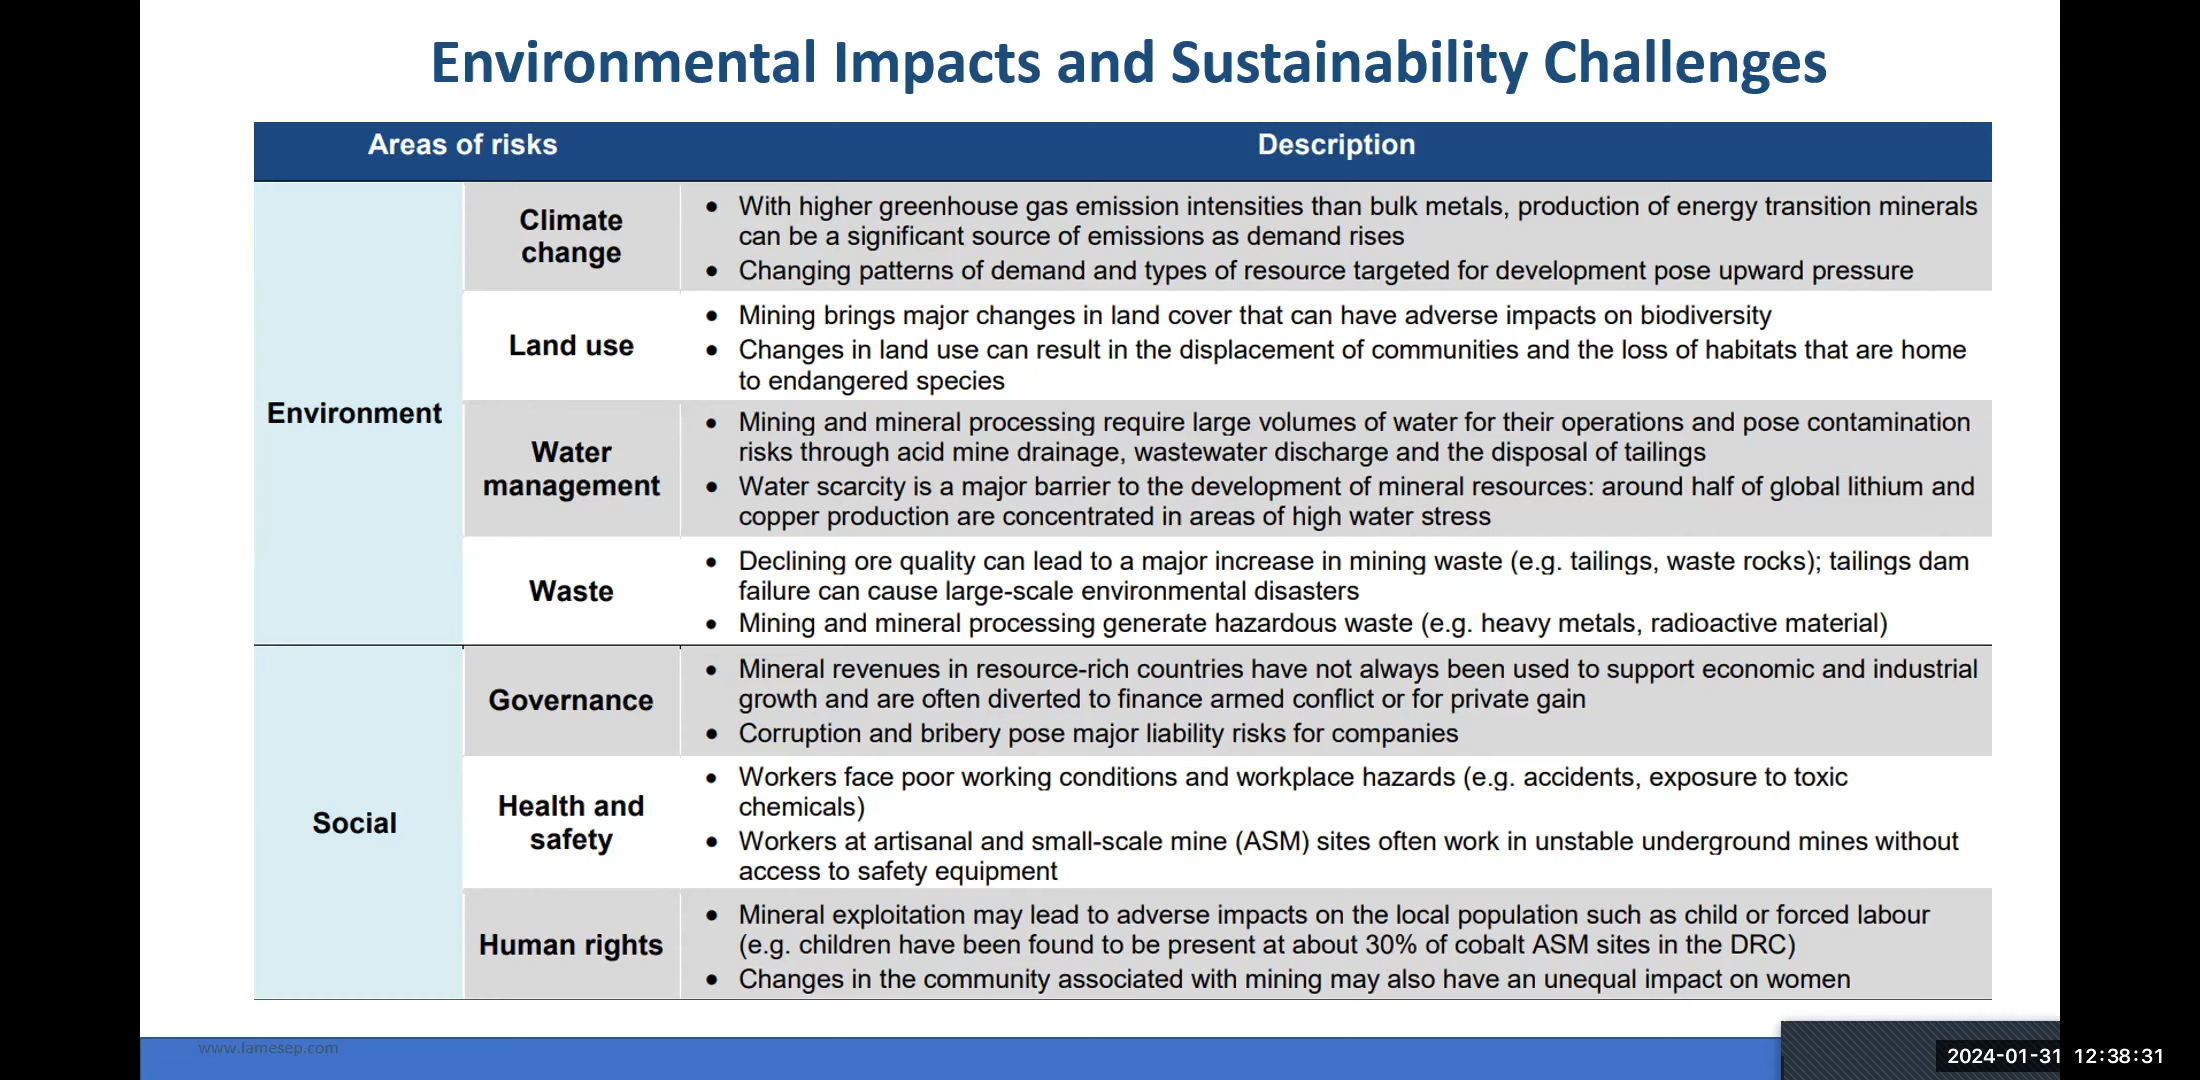 Environmental Impacts and Sustainability Challenges
Areas of risks
Description
Environment
Climate
change
• With higher greenhouse gas emission intensities than bulk metals, production of energy transition minerals
can be a significant source of emissions as demand rises
• Changing patterns of demand and types of resource targeted for development pose upward pressure
Land use
• Mining brings major changes in land cover that can have adverse impacts on biodiversity
• Changes in land use can result in the displacement of communities and the loss of habitats that are home
to endangered species
Water
management
• Mining and mineral processing require large volumes of water for their operations and pose contamination
risks through acid mine drainage, wastewater discharge and the disposal of tailings
• Water scarcity is a major barrier to the development of mineral resources: around half of global lithium and
copper production are concentrated in areas of high water stress
Waste
• Declining ore quality can lead to a major increase in mining waste (e.g. tailings, waste rocks); tailings dam
failure can cause large-scale environmental disasters
• Mining and mineral processing generate hazardous waste (e.g. heavy metals, radioactive material)
Social
Governance
• Mineral revenues in resource-rich countries have not always been used to support economic and industrial
growth and are often diverted to finance armed conflict or for private gain
• Corruption and bribery pose major liability risks for companies
Health and
safety
• Workers face poor working conditions and workplace hazards (e.g. accidents, exposure to toxic
chemicals)
• Workers at artisanal and small-scale mine (ASM) sites often work in unstable underground mines without
access to safety equipment
Human rights
• Mineral exploitation may lead to adverse impacts on the local population such as child or forced labour
(e.g. children have been found to be present at about 30% of cobalt ASM sites in the DRC)
• Changes in the community associated with mining may also have an unequal impact on women
www.lamesep.com
2024-01-31 12:38:31